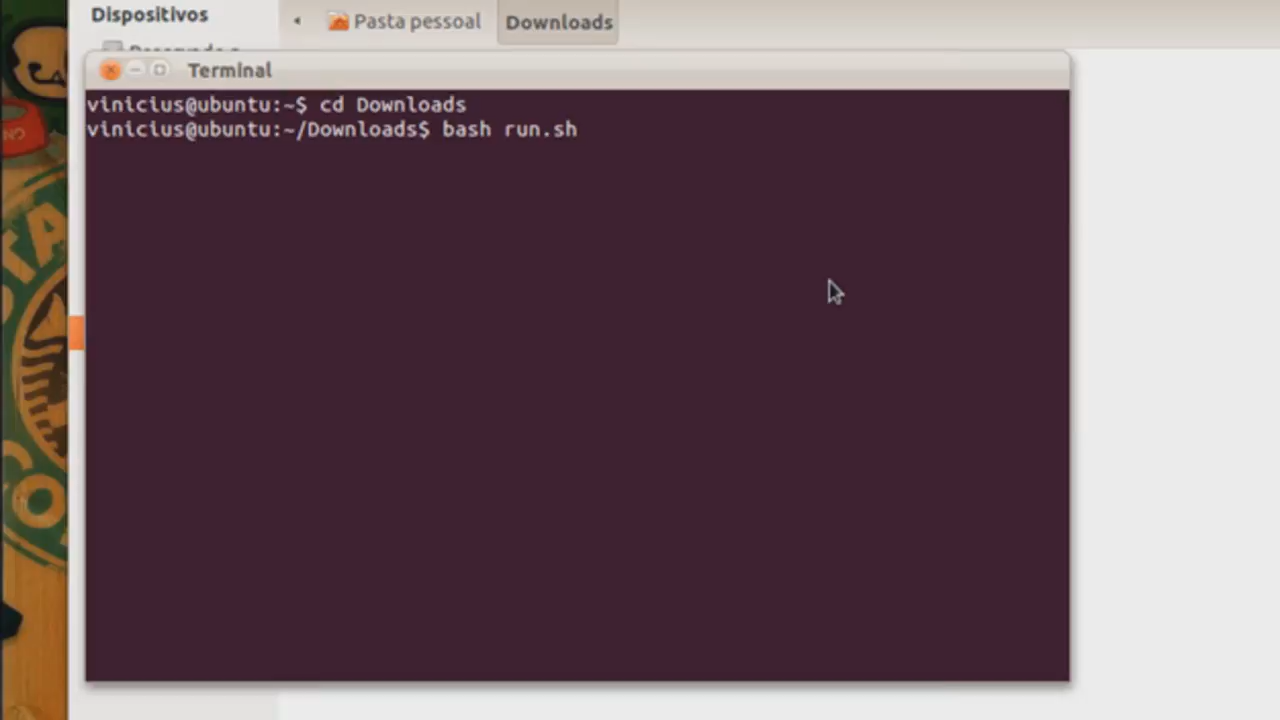 Dispositivos
Pasta pessoal
Downloads
Terminal
vinicius@ubuntu:~$ cd Downloads
vinicius@ubuntu:~/Downloads$ bash run.sh